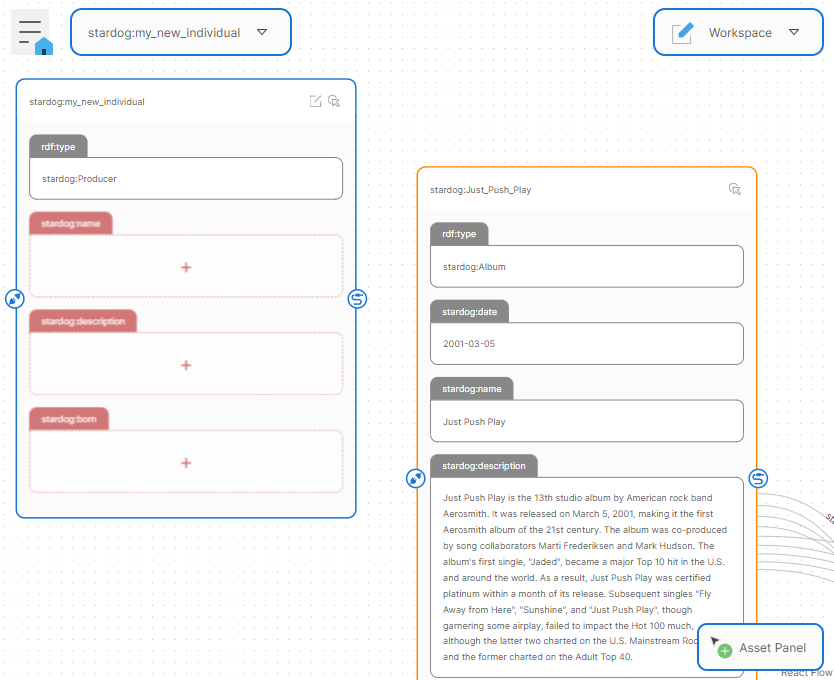 stardog:my_new_individual
Workspace
stardog:my_new_individual
rdf:type
stardog:Producer
stardog:name
+
stardog:description
+
stardog:born
+
stardog:Just_Push_Play
rdf:type
stardog:Album
stardog:date
2001-03-05
stardog:name
Just Push Play
stardog:description
Just Push Play is the 13th studio album by American rock band
Aerosmith. It was released on March 5, 2001, making it the first
Aerosmith album of the 21st century. The album was co-produced
by song collaborators Marti Frederiksen and Mark Hudson. The
album's first single, "Jaded", became a major Top 10 hit in the U.S.
and around the world. As a result, Just Push Play was certified
platinum within a month of its release. Subsequent singles "Fly
Away from Here", "Sunshine", and "Just Push Play", though
garnering some airplay, failed to impact the Hot 100 much,
although the latter two charted on the U.S. Mainstream
and the former charted on the Adult Top 40.
Asset Panel
React Flow